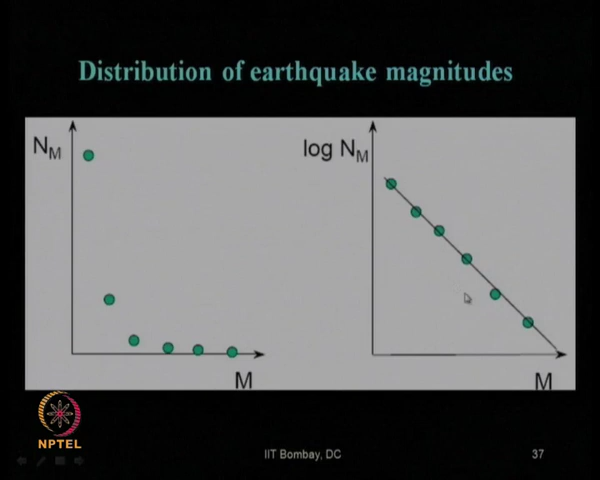 Distribution of earthquake magnitudes
N_M
log N_M
M
M
NPTEL
IIT Bombay, DC
37